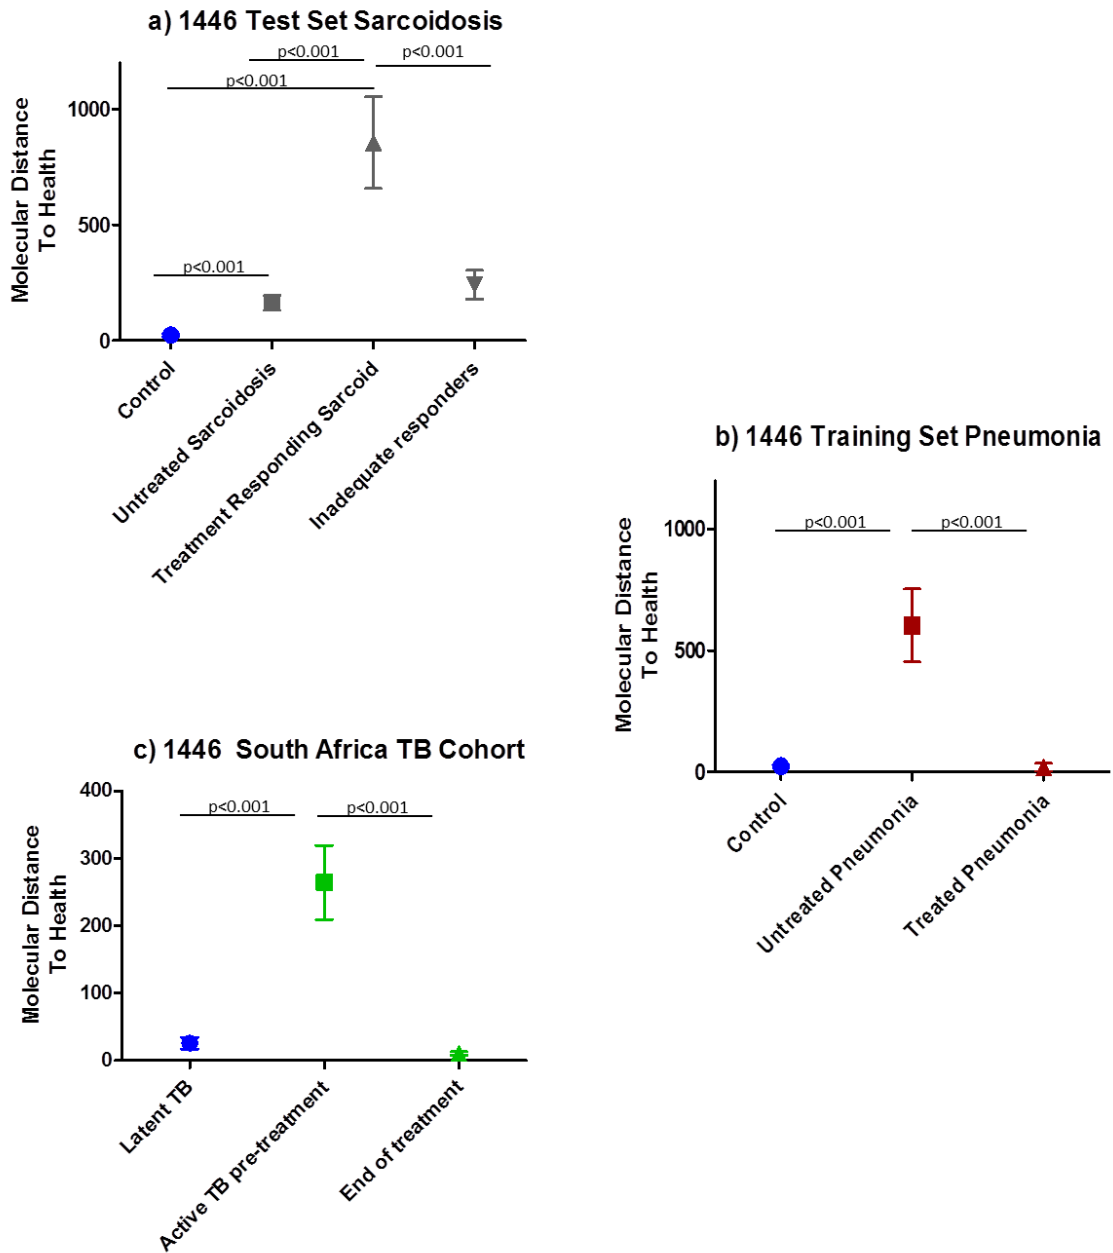 a) 1446 Test Set Sarcoidosis
p<0.001
p<0.001
p<0.001
p<0.001
Molecular Distance
To Health
1000
500
0
Control
Untreated Sarcoidosis
Treatment Responding Sarcoid
Inadequate responders
b) 1446 Training Set Pneumonia
p<0.001
p<0.001
Molecular Distance
To Health
1000
500
0
Control
Untreated Pneumonia
Treated Pneumonia
c) 1446 South Africa TB Cohort
p<0.001
p<0.001
Molecular Distance
To Health
400
300
200
100
0
Latent TB
Active TB pre-treatment
End of treatment